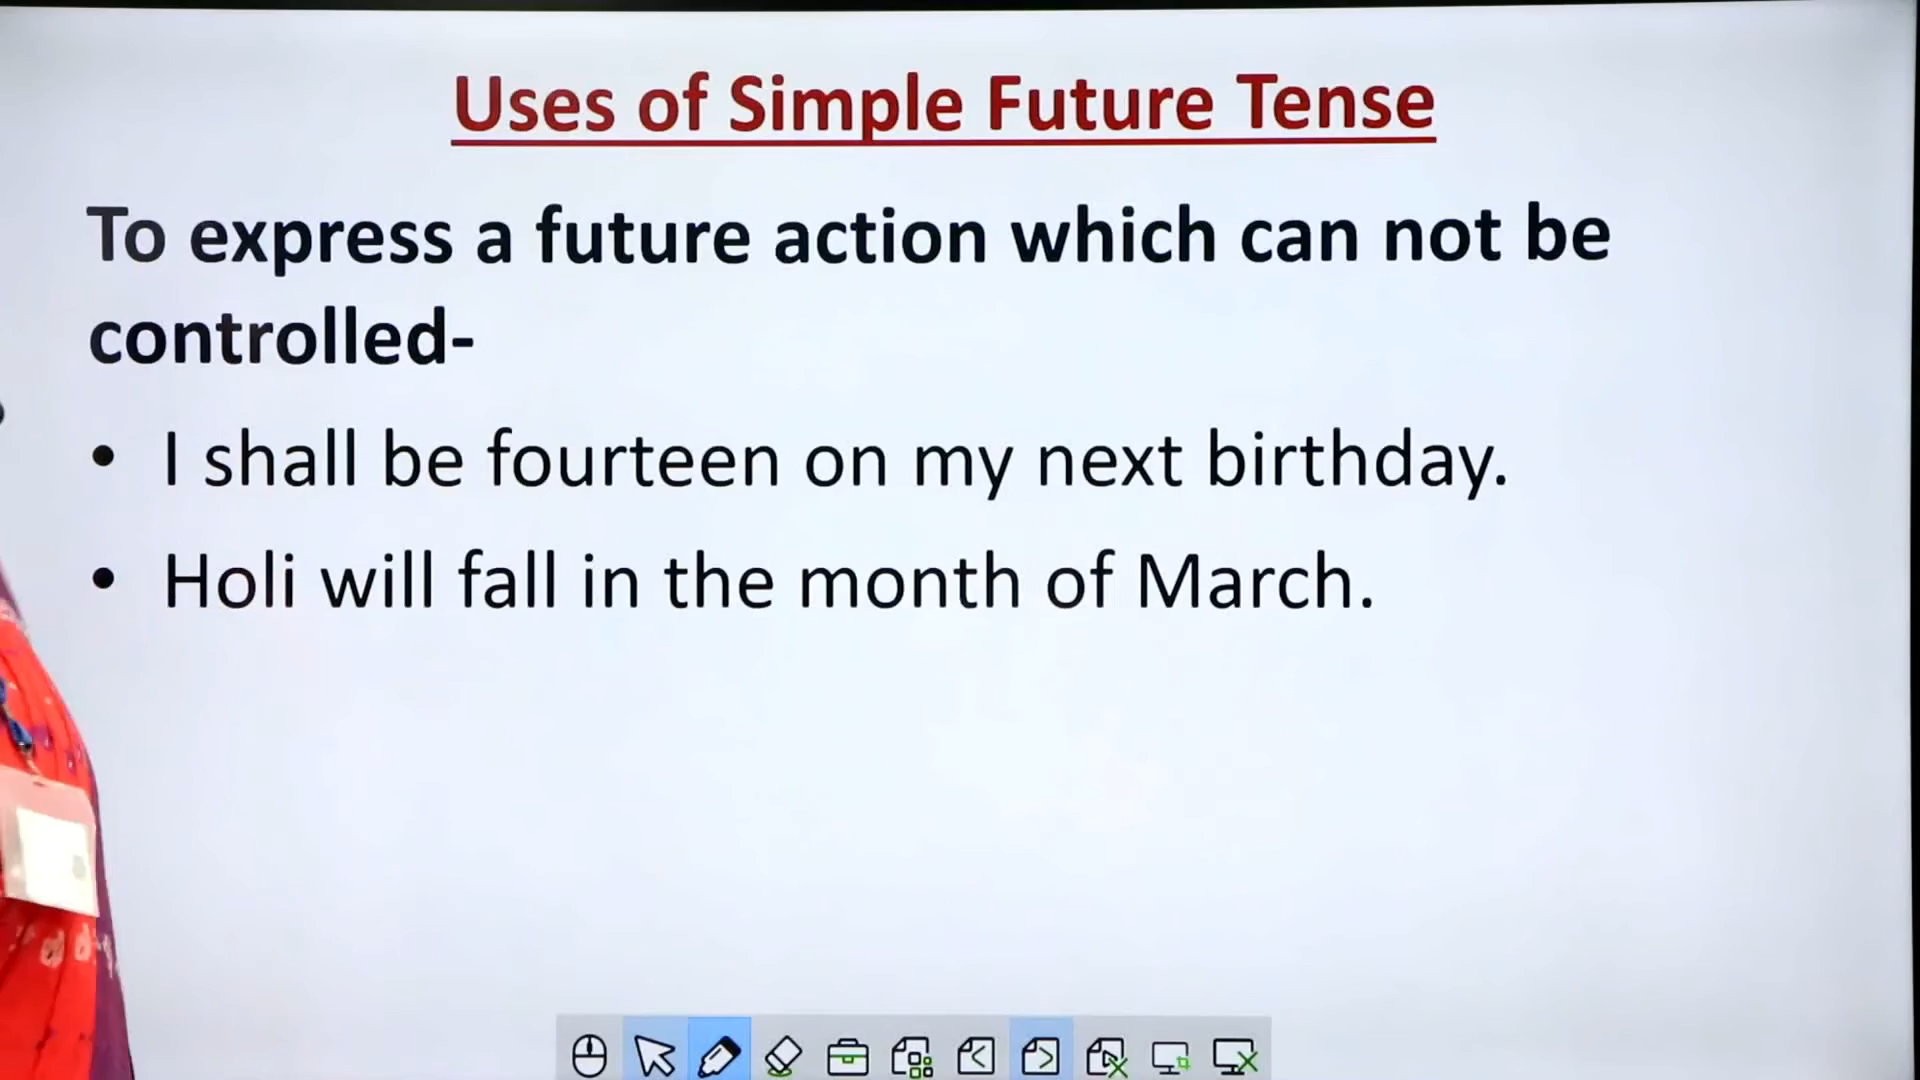 Uses of Simple Future Tense
To express a future action which can not be
controlled-
• I shall be fourteen on my next birthday.
• Holi will fall in the month of March.